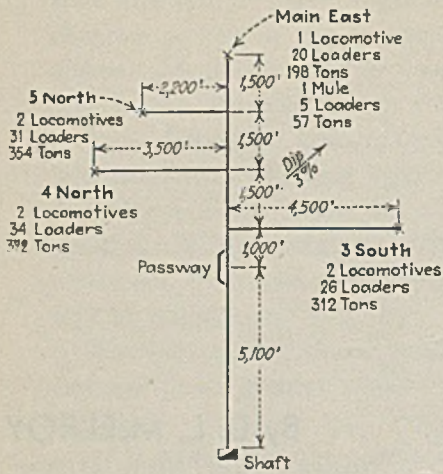 Main East
1 Locomotive
20 Loaders
198 Tons
1 Mule
5 Loaders
57 Tons
2,200'
1,500'
5 North
2 Locomotives
31 Loaders
354 Tons
3,500'
1,500'
Dip
3%
4 North
2 Locomotives
34 Loaders
Tons
1,500'
4,500'
1,000'
Passway
3 South
2 Locomotives
26 Loaders
312 Tons
5,100'
Shaft